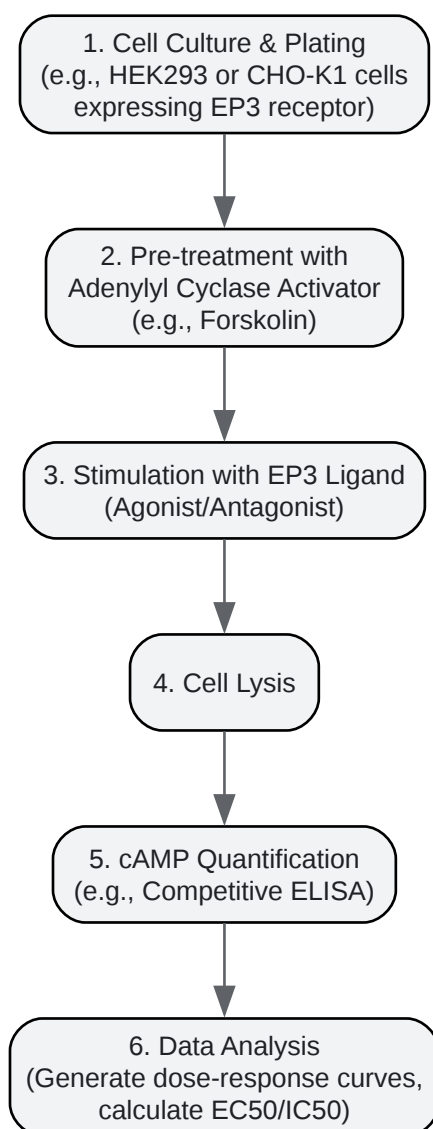 1. Cell Culture & Plating
(e.g., HEK293 or CHO-K1 cells
expressing EP3 receptor)
2. Pre-treatment with
Adenylyl Cyclase Activator
(e.g., Forskolin)
3. Stimulation with EP3 Ligand
(Agonist/Antagonist)
4. Cell Lysis
5. cAMP Quantification
(e.g., Competitive ELISA)
6. Data Analysis
(Generate dose-response curves,
calculate EC50/IC50)